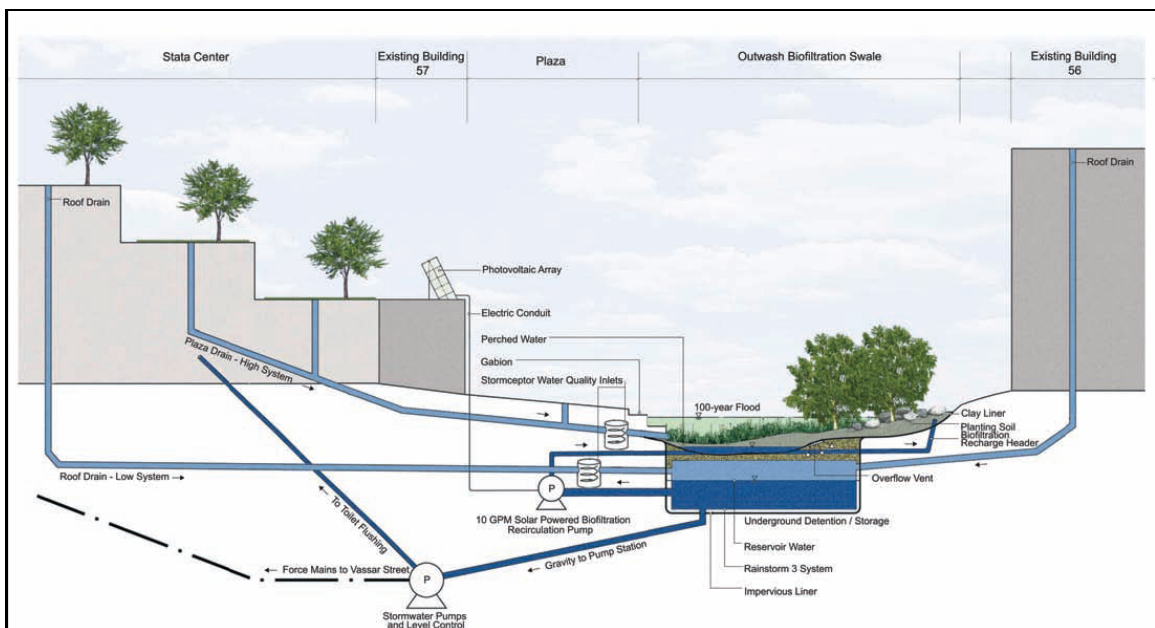 Stata Center
Existing Building
57
Plaza
Outwash Biofiltration Swale
Existing Building
56
Roof Drain
Roof Drain
Photovoltaic Array
Electric Conduit
Perched Water
Gabion
Plaza Drain - High System
Stormceptor Water Quality Inlets
100-year Flood
Clay Liner
Planting Soil
Biofiltration
Recharge Header
Roof Drain - Low System
Overflow Vent
P
10 GPM Solar Powered Biofiltration
Recirculation Pump
Underground Detention / Storage
To Toilet Flushing
Gravity to Pump Station
Reservoir Water
Force Mains to Vassar Street
Rainstorm 3 System
P
Impervious Liner
Stormwater Pumps
and Level Control